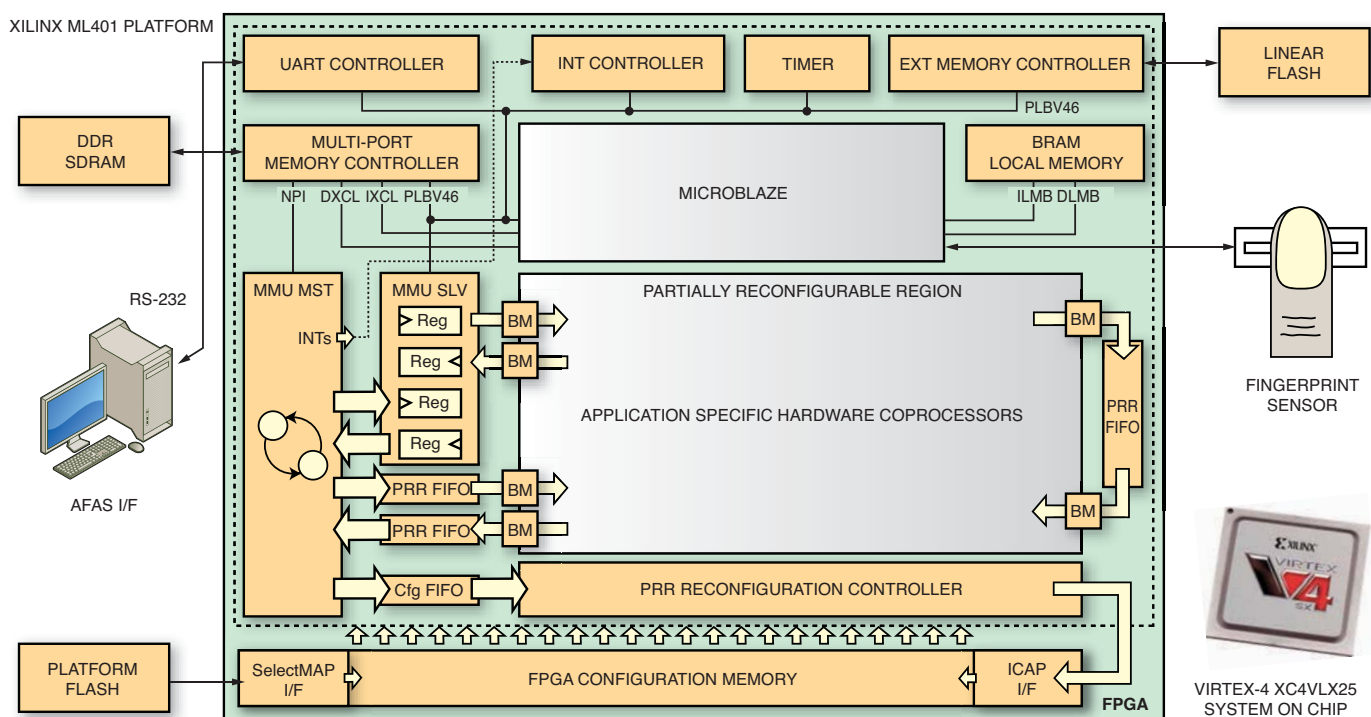 XILINX ML401 PLATFORM
UART CONTROLLER
INT CONTROLLER
TIMER
EXT MEMORY CONTROLLER
LINEAR
FLASH
PLBV46
DDR
SDRAM
MULTI-PORT
MEMORY CONTROLLER
NPI DXCL IXCL PLBV46
MICROBLAZE
BRAM
LOCAL MEMORY
ILMB DLMB
RS-232
AFAS I/F
MMU MST
INTs
MMU SLV
Reg
Reg
Reg
Reg
PRR FIFO
PRR FIFO
Cfg FIFO
BM
BM
BM
BM
PARTIALLY RECONFIGURABLE REGION
APPLICATION SPECIFIC HARDWARE COPROCESSORS
BM
PRR
FIFO
BM
FINGERPRINT
SENSOR
PRR RECONFIGURATION CONTROLLER
PLATFORM
FLASH
SelectMAP
I/F
FPGA CONFIGURATION MEMORY
ICAP
I/F
FPGA
XILINX
VIRTEX
4
SX
VIRTEX-4 XC4VLX25
SYSTEM ON CHIP